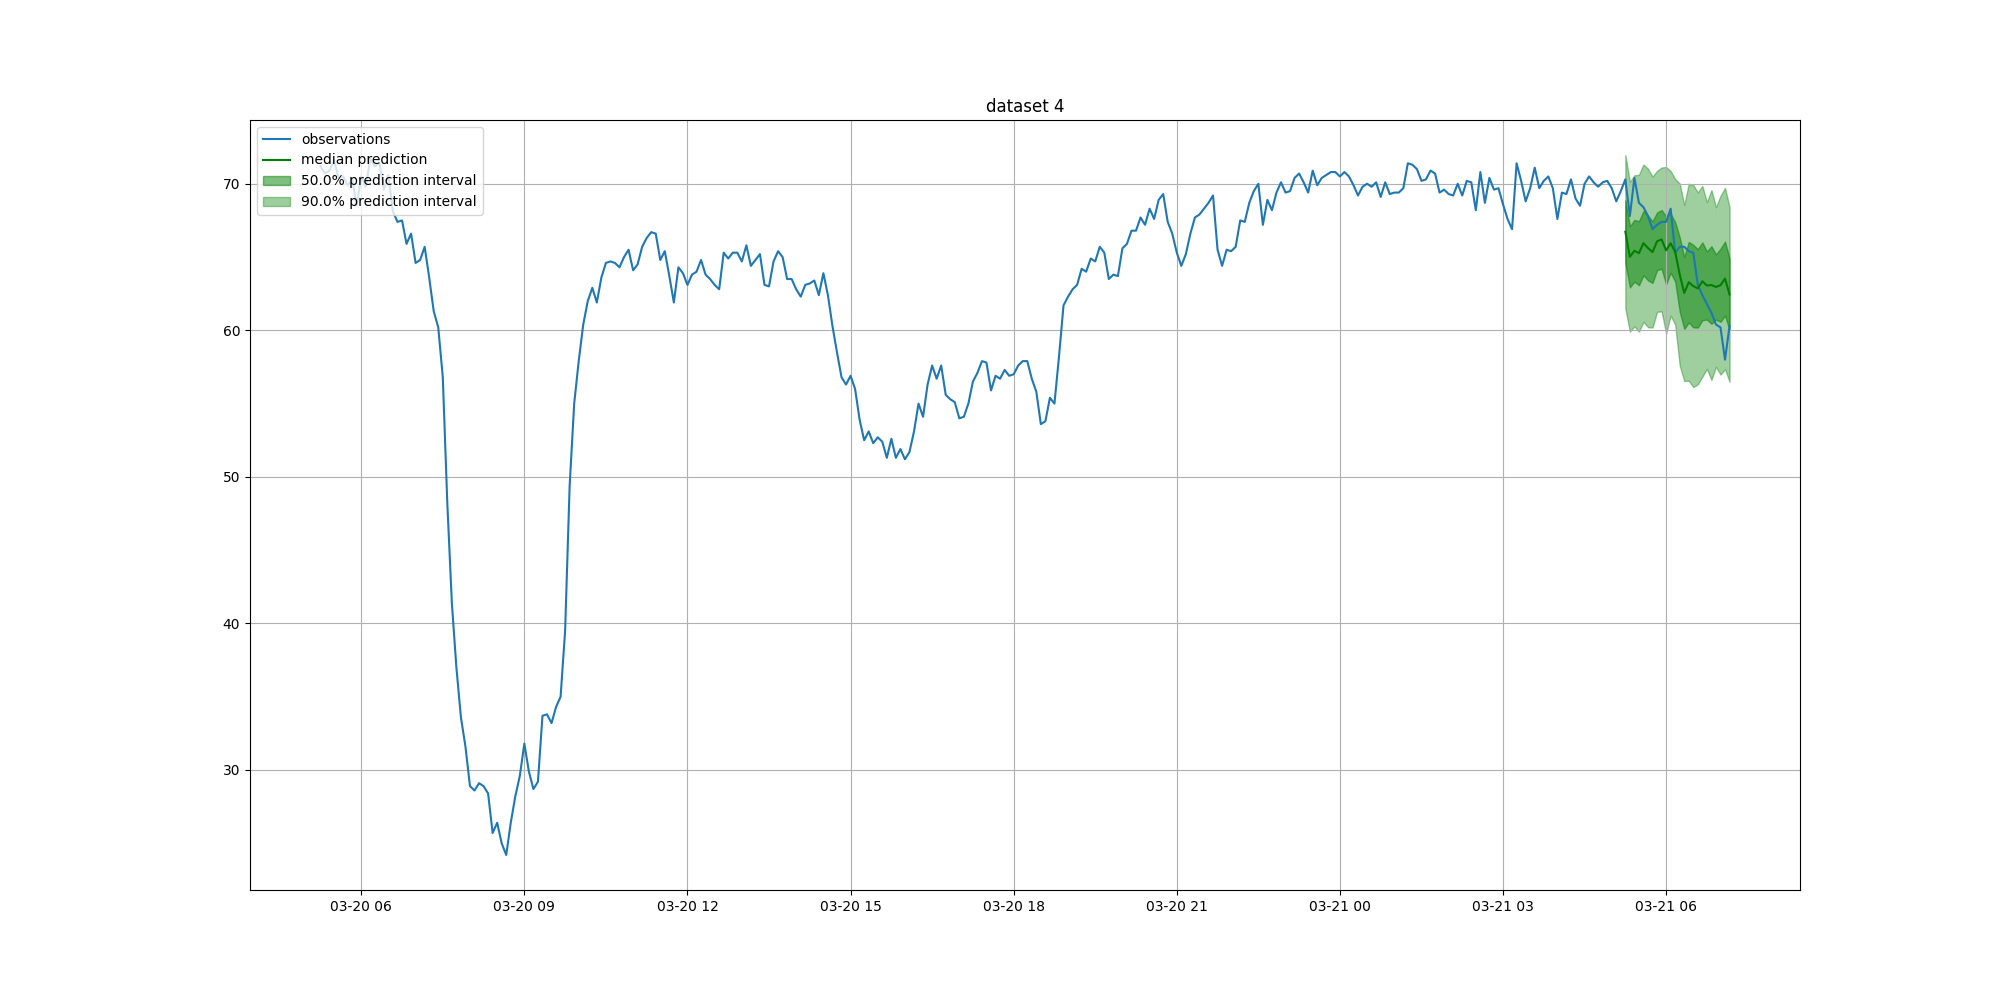 dataset 4
observations
median prediction
50.0% prediction interval
90.0% prediction interval
70
60
50
40
30
03-20 06
03-20 09
03-20 12
03-20 15
03-20 18
03-20 21
03-21 00
03-21 03
03-21 06